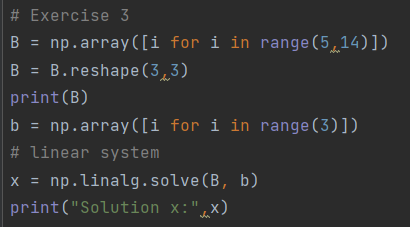 # Exercise 3
B = np.array([i for i in range(5,14)])
B = B.reshape(3,3)
print(B)
b = np.array([i for i in range(3)])
# linear system
x = np.linalg.solve(B, b)
print("Solution x:",x)